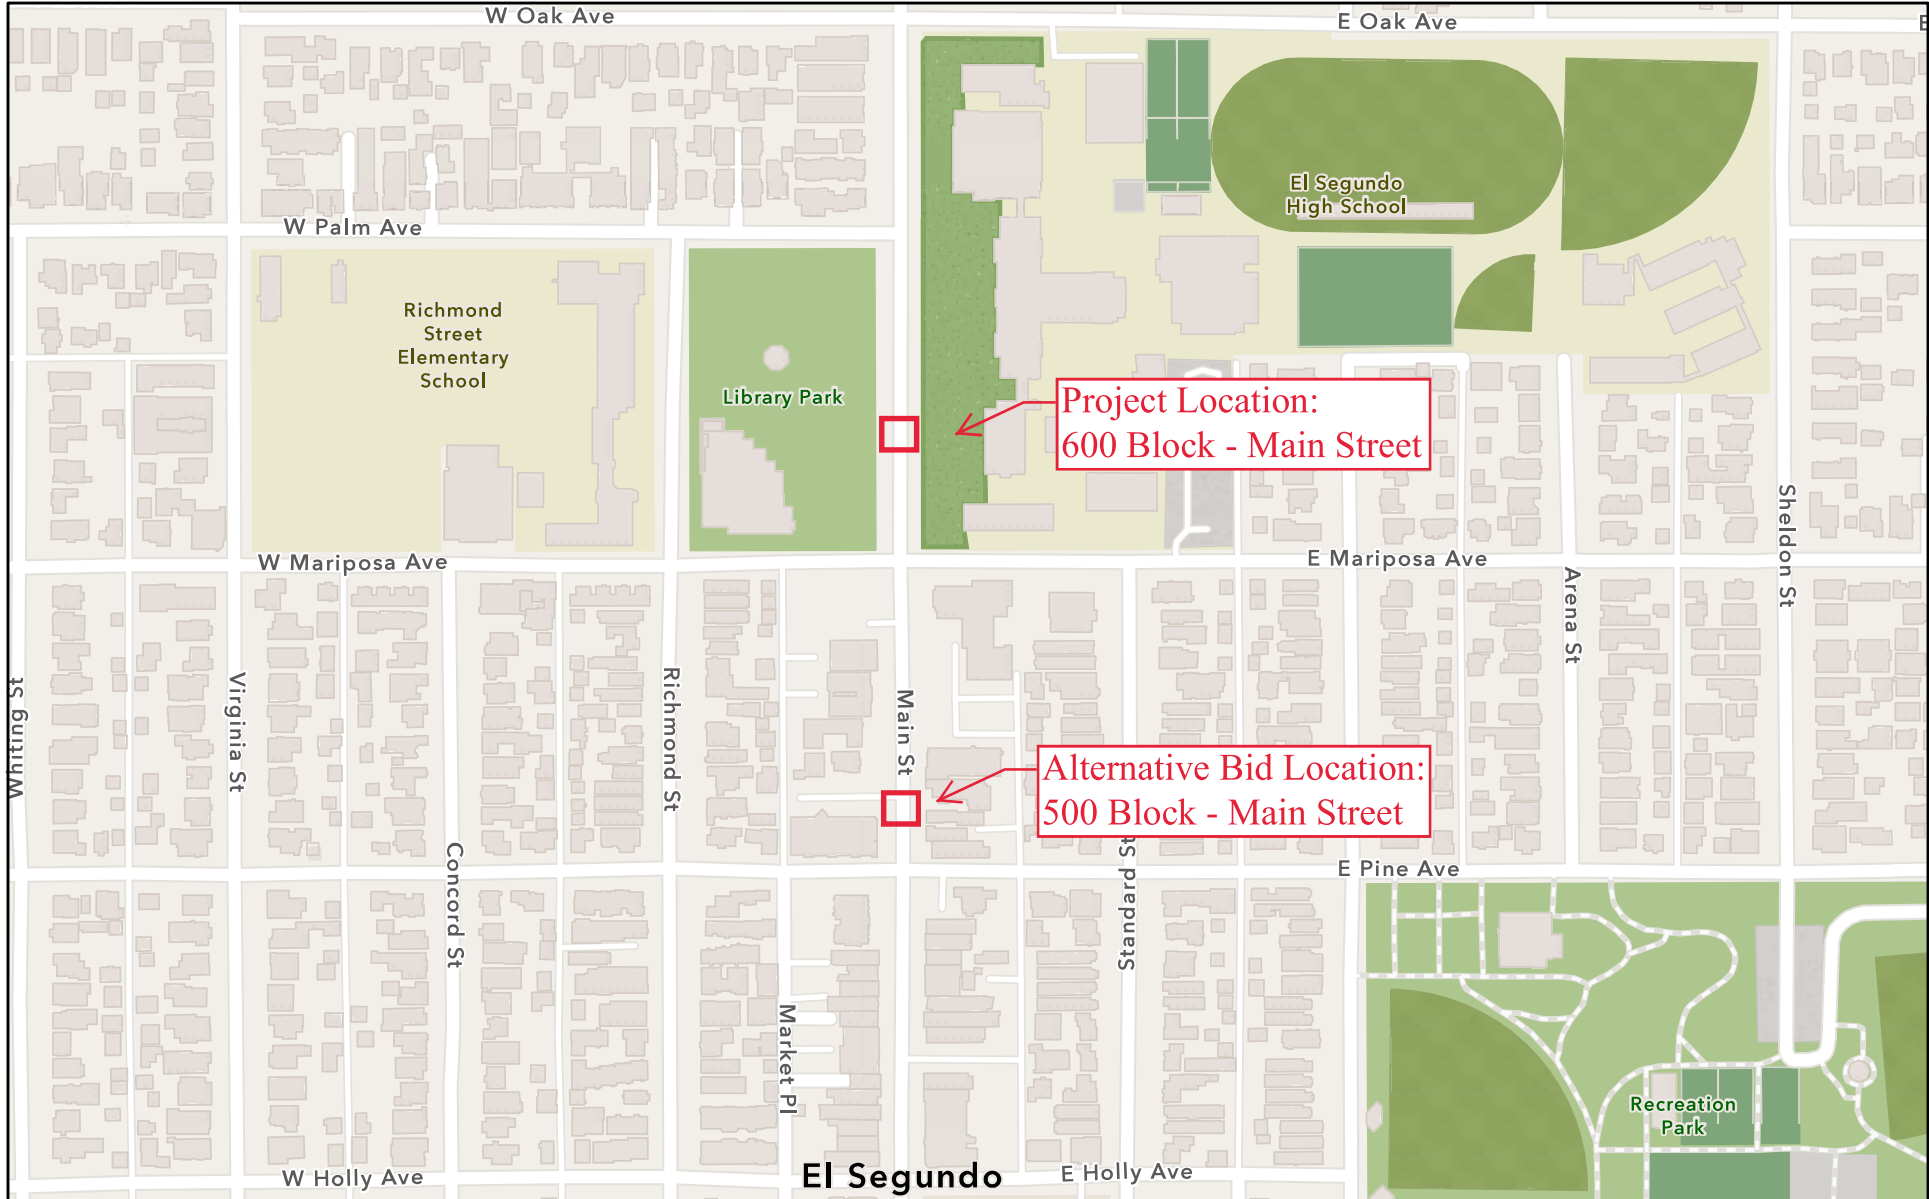 W Oak Ave
E Oak Ave
E
El Segundo
High School
W Palm Ave
Richmond
Street
Elementary
School
Library Park
Project Location:
600 Block - Main Street
W Mariposa Ave
E Mariposa Ave
Sheldon St
Arena St
Whiting St
Virginia St
Richmond St
Main St
Alternative Bid Location:
500 Block - Main Street
Concord St
Standard St
E Pine Ave
Market Pl
Recreation
Park
W Holly Ave
El Segundo
E Holly Ave